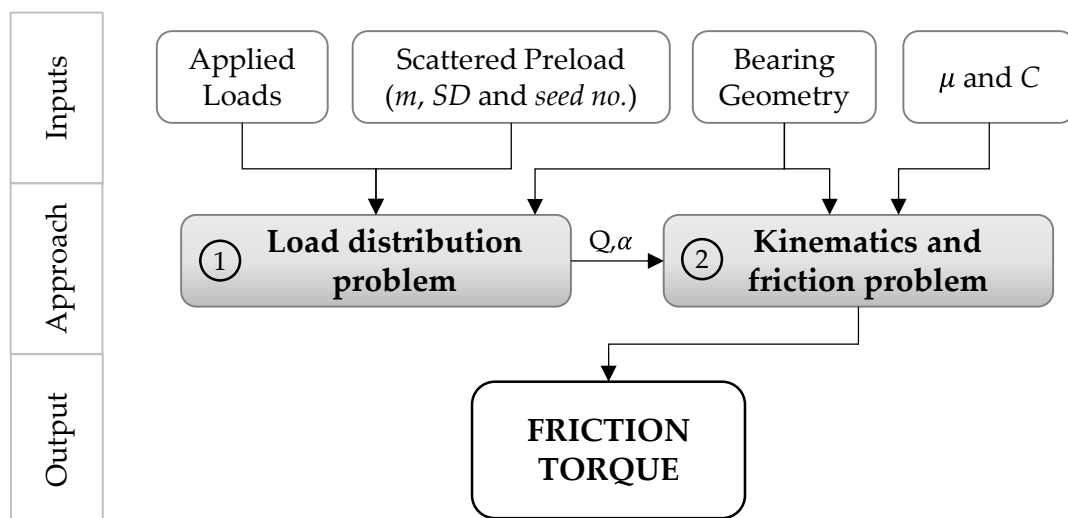 Inputs
Applied
Loads
Scattered Preload
(m, SD and seed no.)
Bearing
Geometry
μ and C
Approach
1
Load distribution
problem
Q,α
2
Kinematics and
friction problem
Output
FRICTION
TORQUE